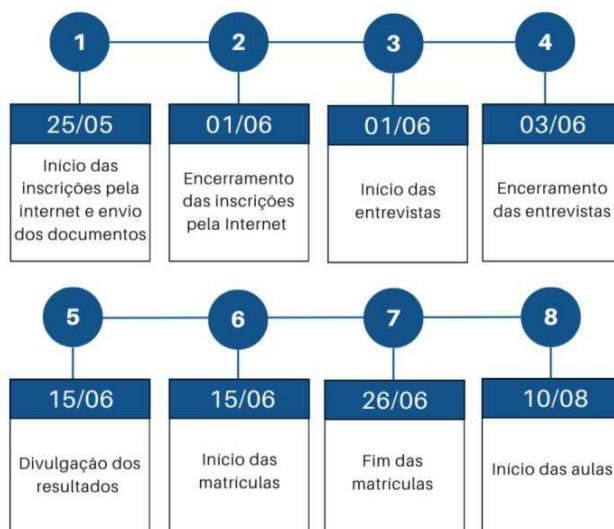 1
2
3
4
25/05
01/06
01/06
03/06
Início das
inscrições pela
internet e envio
dos documentos
Encerramento
das inscrições
pela Internet
Início das
entrevistas
Encerramento
das entrevistas
5
6
7
8
15/06
15/06
26/06
10/08
Divulgação dos
resultados
Início das
matrículas
Fim das
matrículas
Início das aulas